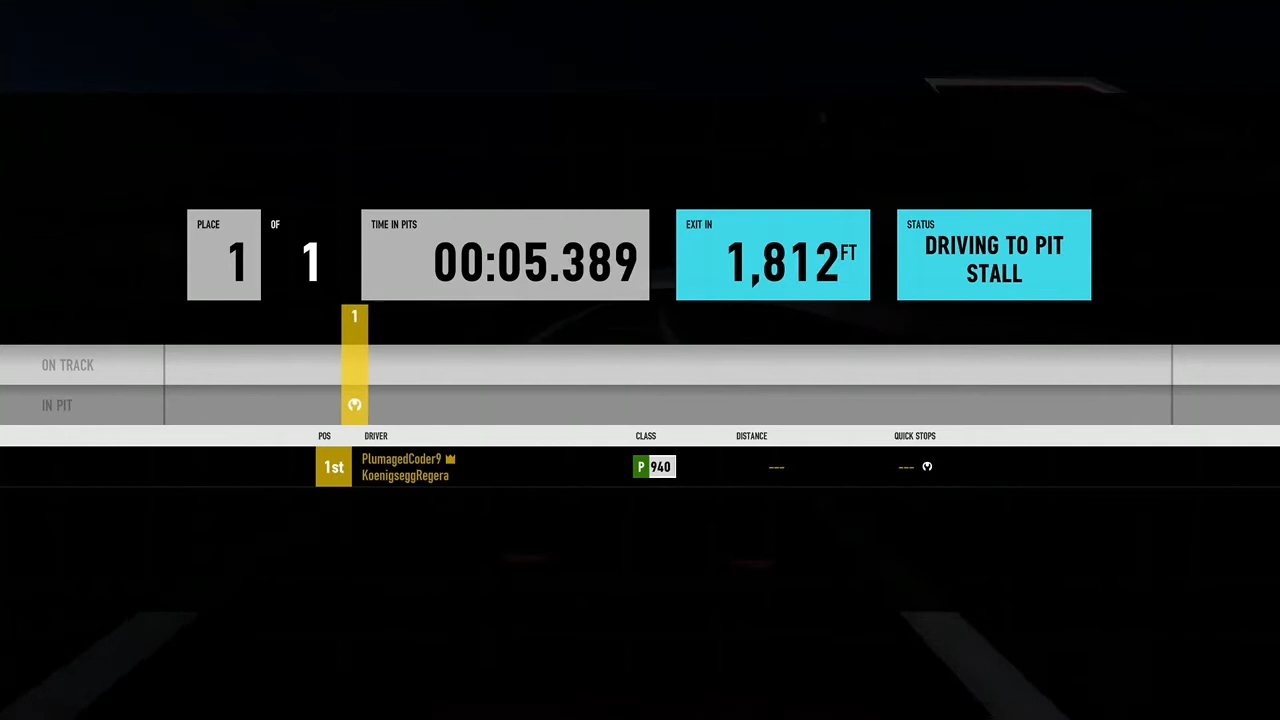 PLACE
1
OF
1
TIME IN PITS
00:05.389
EXIT IN
1,812 FT
STATUS
DRIVING TO PIT
STALL
1
ON TRACK
IN PIT
POS DRIVER CLASS DISTANCE QUICK STOPS
1st
PlumagedCoder9
KoenigseggRegera
P 940
---
---